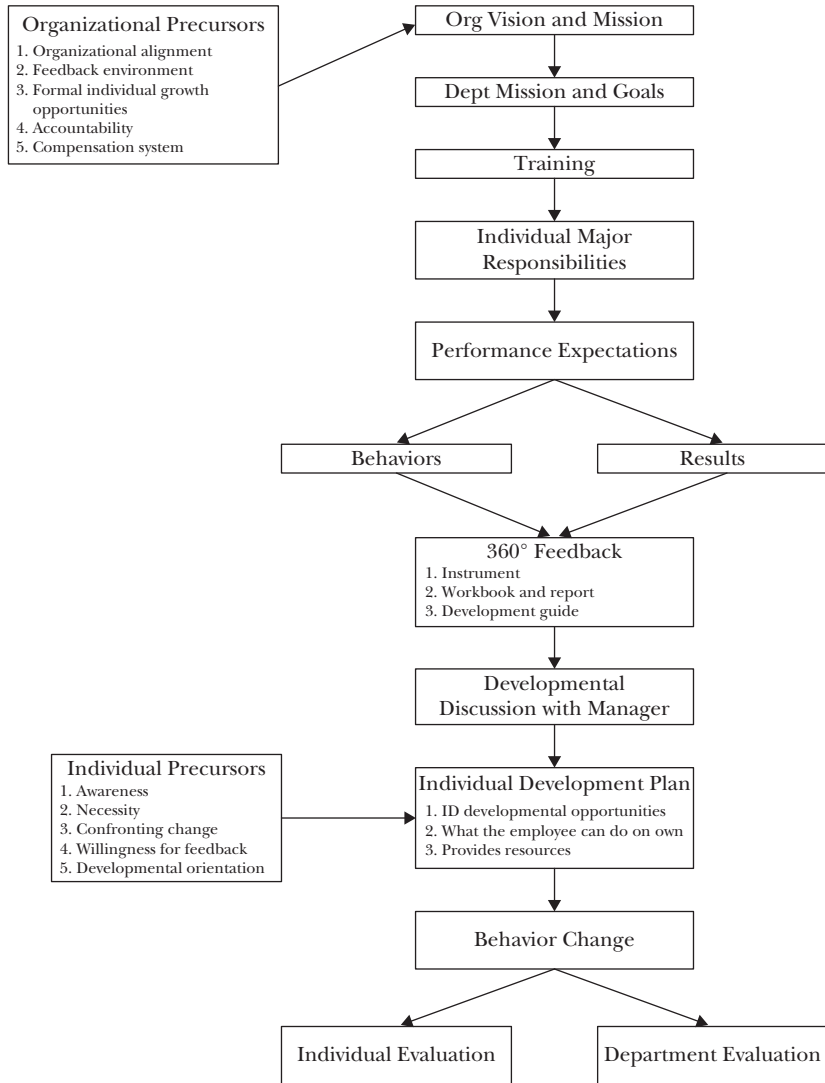 Organizational Precursors
1. Organizational alignment
2. Feedback environment
3. Formal individual growth
opportunities
4. Accountability
5. Compensation system
Org Vision and Mission
Dept Mission and Goals
Training
Individual Major
Responsibilities
Performance Expectations
Behaviors
Results
360° Feedback
1. Instrument
2. Workbook and report
3. Development guide
Developmental
Discussion with Manager
Individual Precursors
1. Awareness
2. Necessity
3. Confronting change
4. Willingness for feedback
5. Developmental orientation
Individual Development Plan
1. ID developmental opportunities
2. What the employee can do on own
3. Provides resources
Behavior Change
Individual Evaluation
Department Evaluation